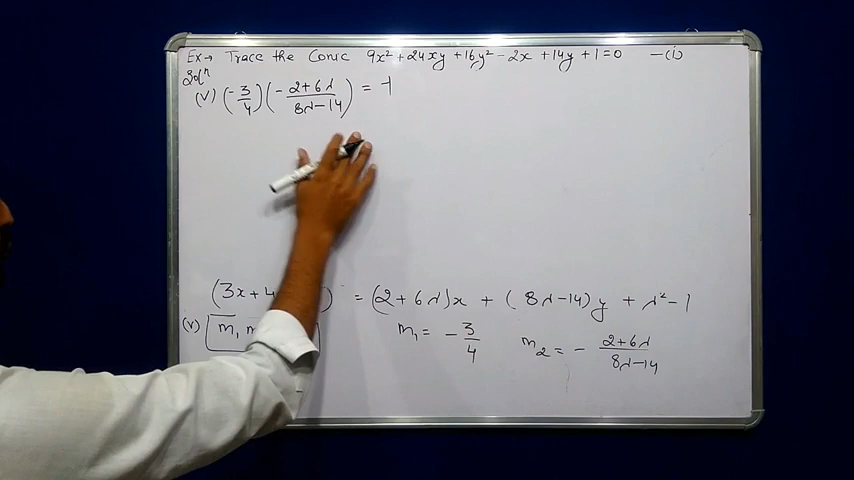 Ex→ Trace the Conic 9x² + 24xy + 16y² - 2x + 14y + 1 = 0 —(i)
Solⁿ
(V) (-3/4)(-2+6λ/8λ-14) = -1
(3x+4 ) = (2+6λ)x + (8λ-14)y + λ²-1
(V) m₁ m
m₁ = -3/4 m₂ = - 2+6λ/8λ-14